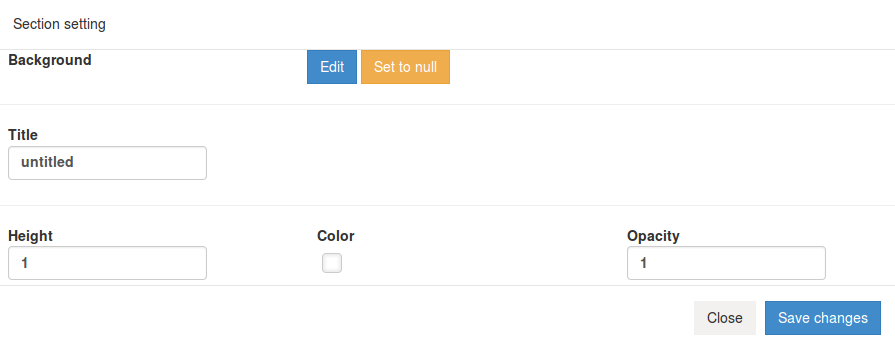 Section setting
Background Edit Set to null
Title
untitled
Height Color Opacity
1 1
Close Save changes